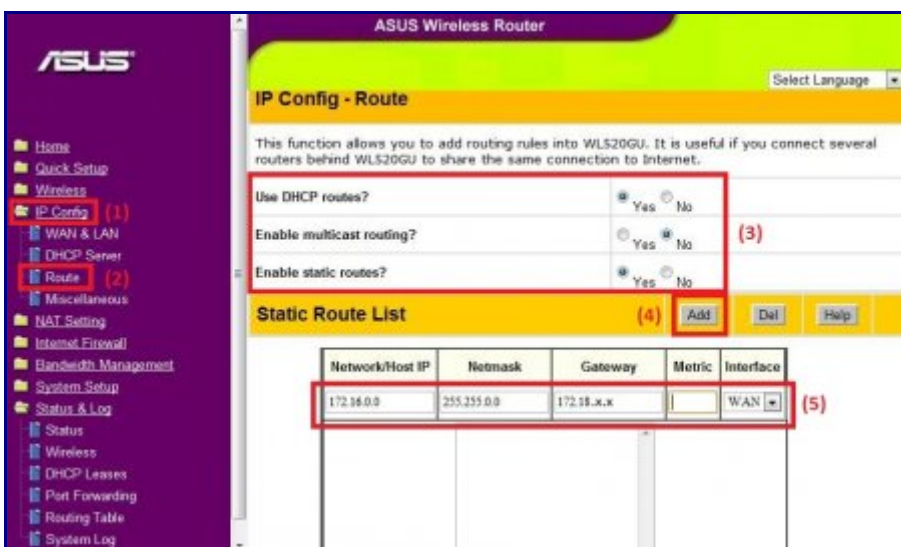 ASUS Wireless Router
ASUS
Select Language
IP Config - Route
This function allows you to add routing rules into WL520GU. It is useful if you connect several
routers behind WL520GU to share the same connection to Internet.
Home
Quick Setup
Wireless
IP Config (1)
WAN & LAN
DHCP Server
Route (2)
Miscellaneous
NAT Setting
Internet Firewall
Bandwidth Management
System Setup
Status & Log
Status
Wireless
DHCP Leases
Port Forwarding
Routing Table
System Log
Use DHCP routes? Yes No
Enable multicast routing? Yes No (3)
Enable static routes? Yes No
Static Route List (4) Add Del Help
Network/Host IP Netmask Gateway Metric Interface
172.16.0.0 255.255.0.0 172.18.x.x WAN (5)